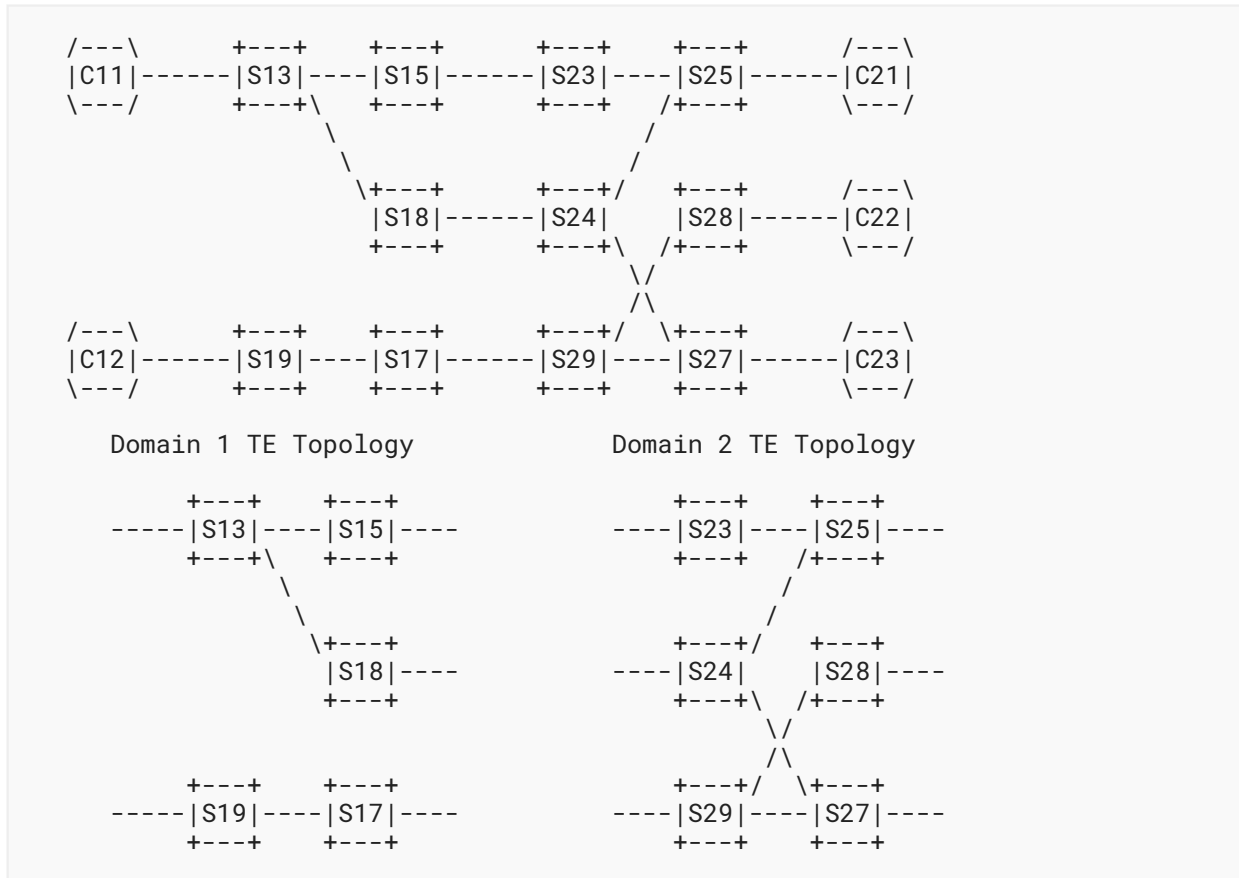 /---\      +---+    +---+      +---+    +---+      /---\
    |C11|------|S13|----|S15|------|S23|----|S25|------|C21|
    \---/      +---+\   +---+      +---+   /+---+      \---/
                     \                    /
                      \                  /
                       \+---+      +---+/   +---+      /---\
                        |S18|------|S24|    |S28|------|C22|
                        +---+      +---+\  /+---+      \---/
                                         \/
                                         /\
    /---\      +---+    +---+      +---+/  \+---+      /---\
    |C12|------|S19|----|S17|------|S29|----|S27|------|C23|
    \---/      +---+    +---+      +---+    +---+      \---/

       Domain 1 TE Topology             Domain 2 TE Topology

            +---+    +---+                  +---+    +---+
       -----|S13|----|S15|----          ----|S23|----|S25|----
            +---+\   +---+                  +---+   /+---+
                  \                                /
                   \                              /
                    \+---+                  +---+/   +---+
                     |S18|----          ----|S24|    |S28|----
                     +---+                  +---+\  /+---+
                                                  \/
                                                  /\
            +---+    +---+                  +---+/  \+---+
       -----|S19|----|S17|----          ----|S29|----|S27|----
            +---+    +---+                  +---+    +---+